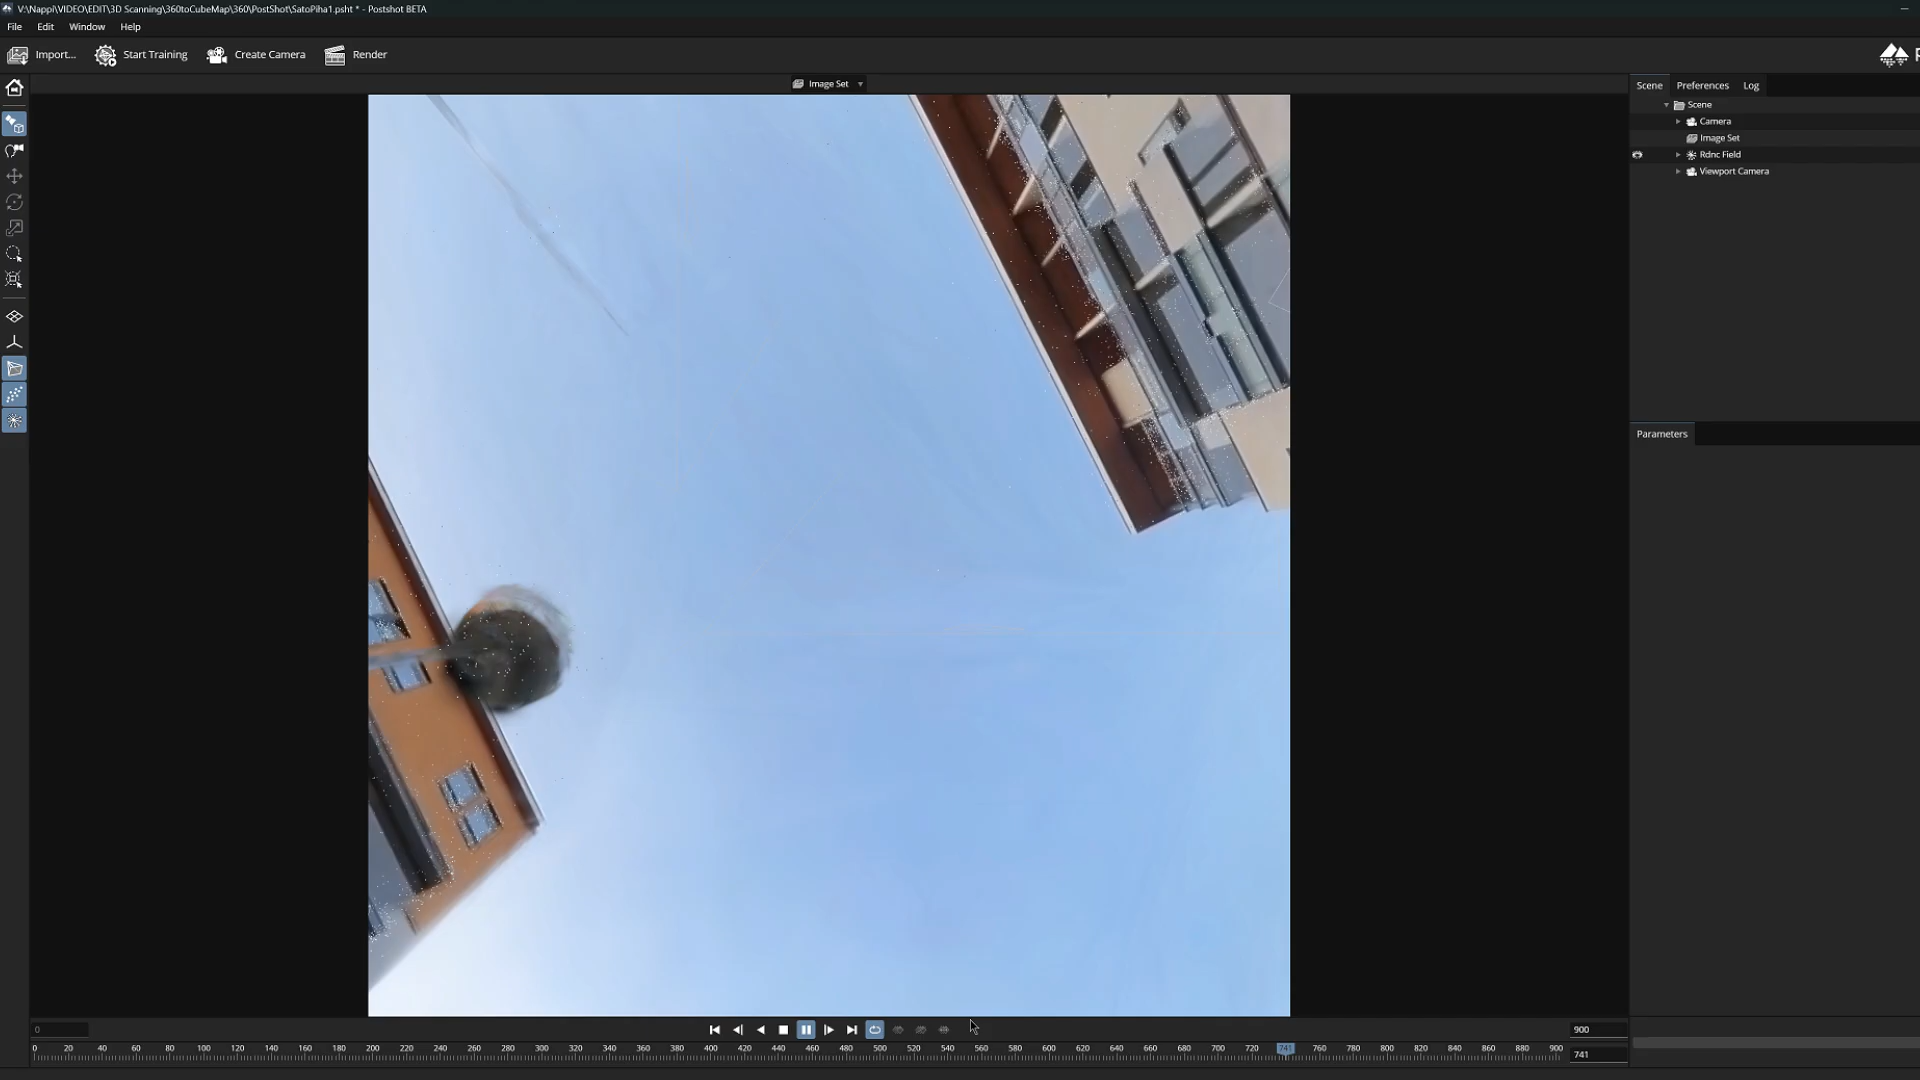 V:\Nappi\VIDEO\EDIT\3D Scanning\360toCubeMap\360\PostShot\SatoPiha1.psht * - Postshot BETA
File Edit Window Help
Import... Start Training Create Camera Render
Image Set
Scene Preferences Log
Scene
Camera
Image Set
Rdnc Field
Viewport Camera
Parameters
0 900
0 20 40 60 80 100 120 140 160 180 200 220 240 260 280 300 320 340 360 380 400 420 440 460 480 500 520 540 560 580 600 620 640 660 680 700 720 741 760 780 800 820 840 860 880 900
741